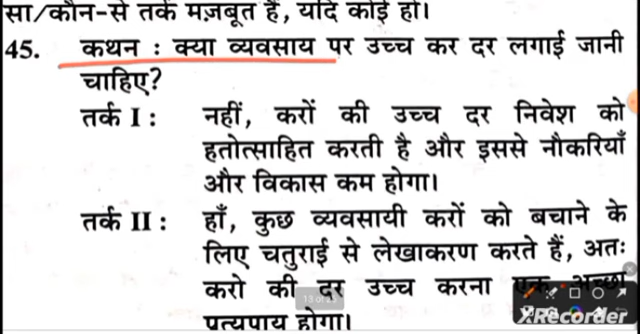 सा/कौन-से तर्क मज़बूत हैं, यदि कोई हो।
45. कथन : क्या व्यवसाय पर उच्च कर दर लगाई जानी
चाहिए?
तर्क I : नहीं, करों की उच्च दर निवेश को
हतोत्साहित करती है और इससे नौकरियाँ
और विकास कम होगा।
तर्क II : हाँ, कुछ व्यवसायी करों को बचाने के
लिए चतुराई से लेखाकरण करते हैं, अतः
करो की दर उच्च करना एक अच्छा
प्रत्युपाय होगा।
XRecorder